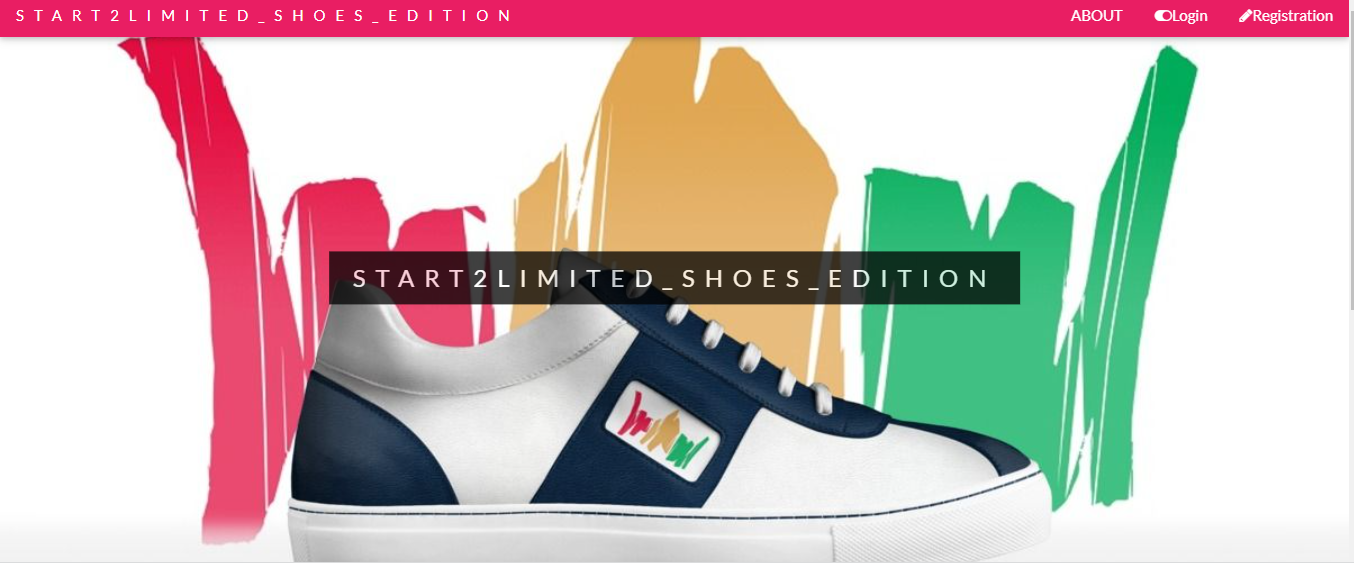 START2LIMITED_SHOES_EDITION
ABOUT
Login
Registration
START2LIMITED_SHOES_EDITION